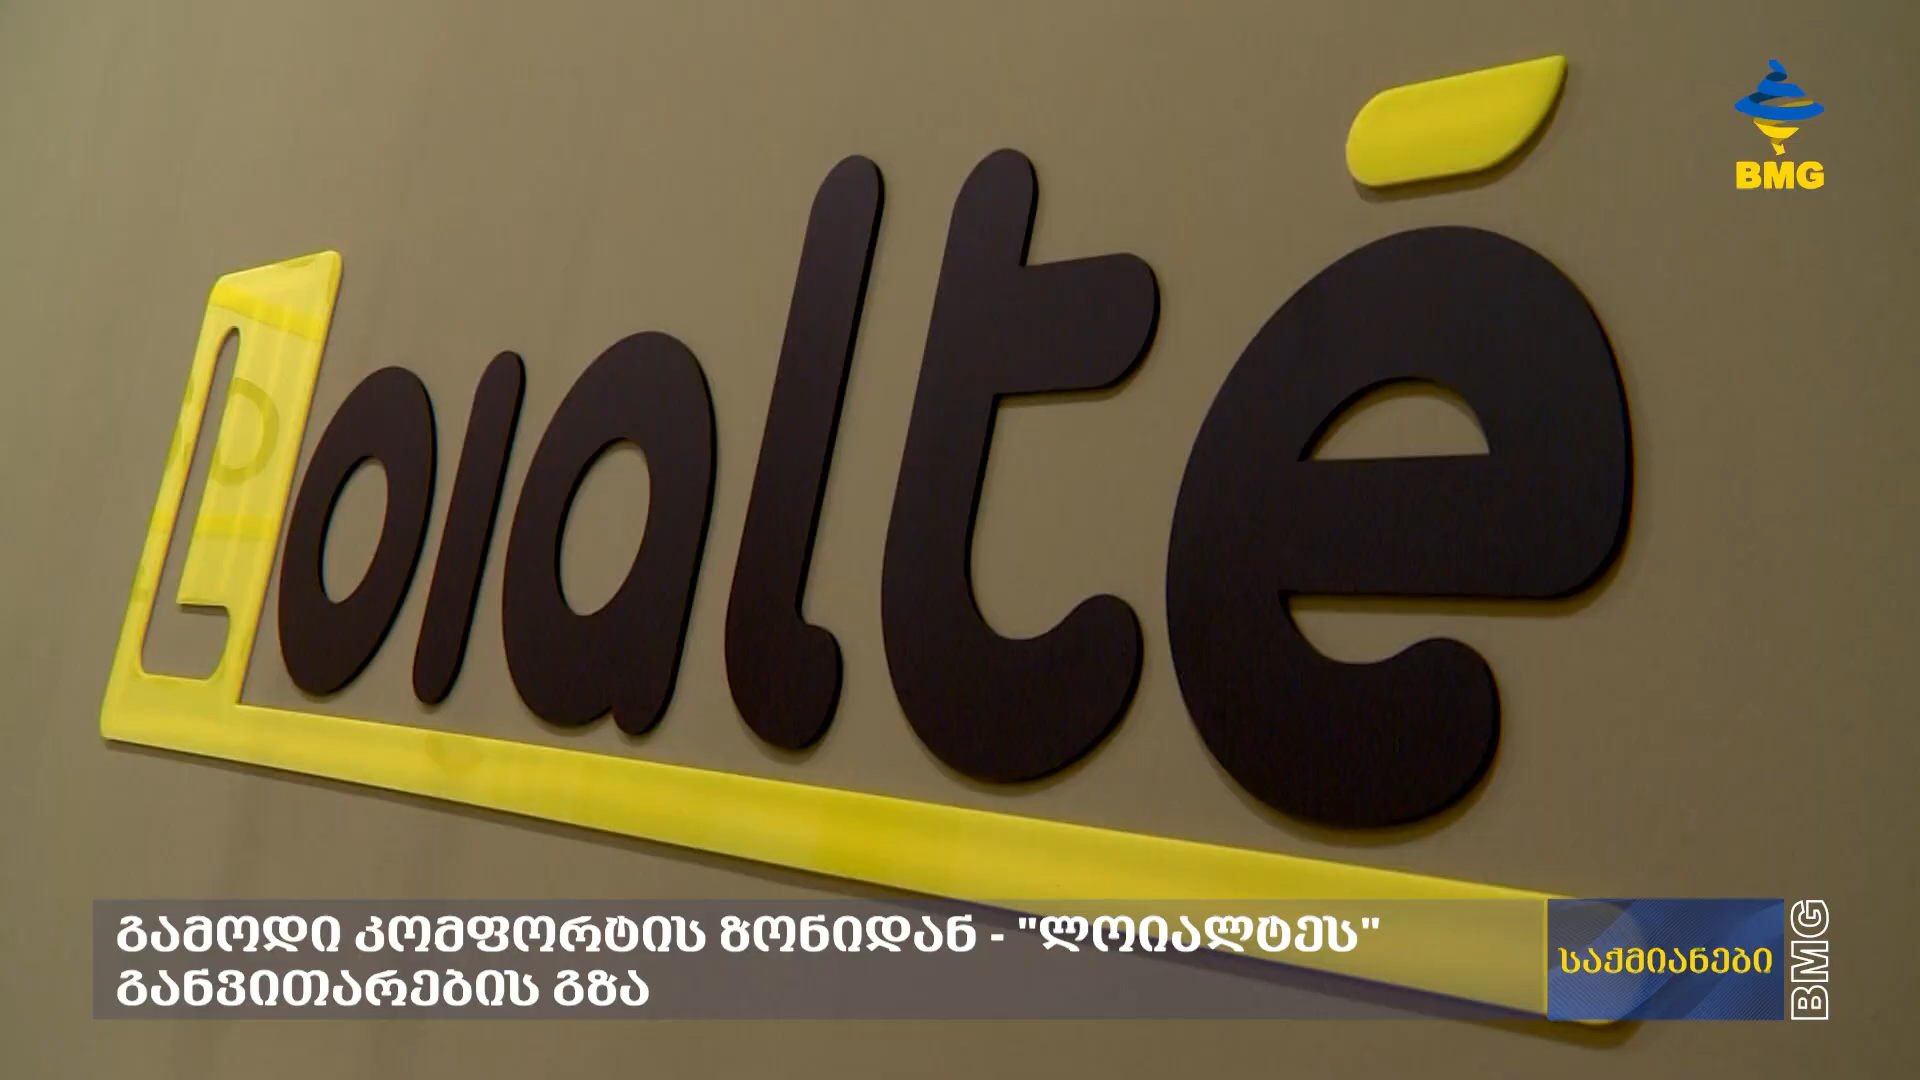 BMG
Loialté
გამოდი კომფორტის ზონიდან - "ლოიალტეს"
განვითარების გზა
საქმიანები
BMG